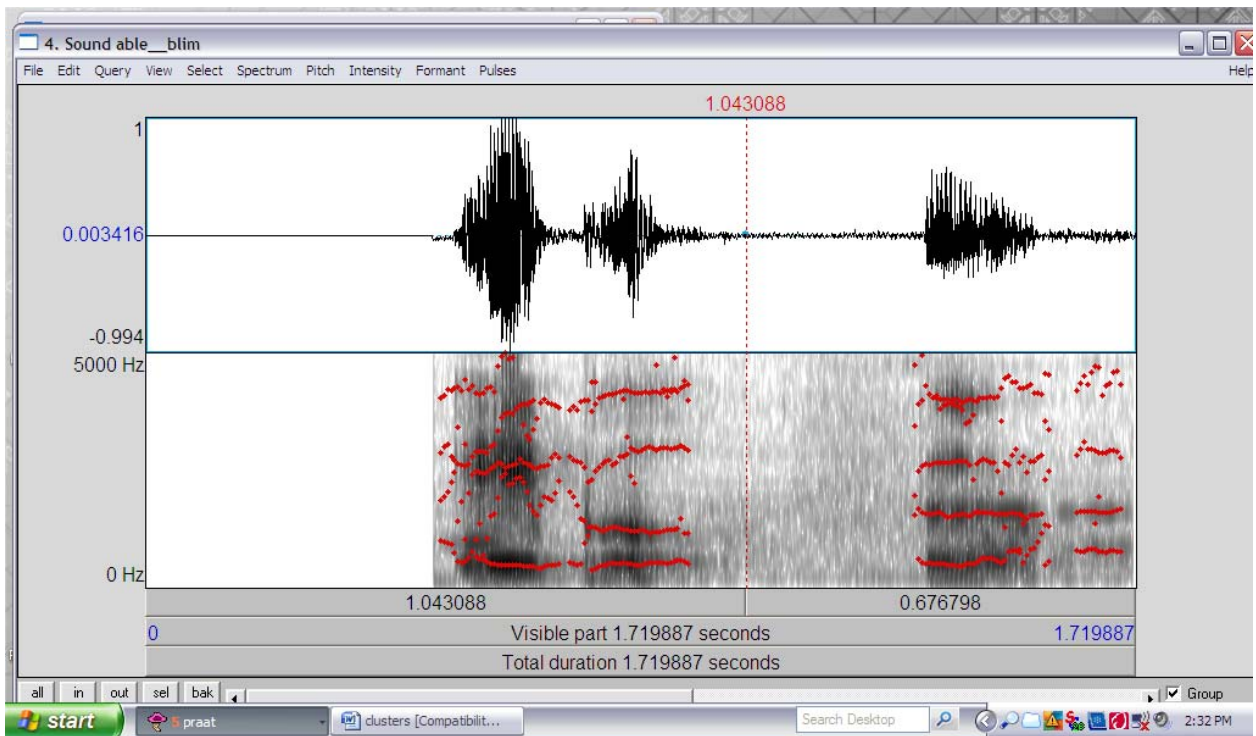 4. Sound able__blim
File Edit Query View Select Spectrum Pitch Intensity Formant Pulses Help
1.043088
1
0.003416
-0.994
5000 Hz
0 Hz
1.043088 0.676798
0 Visible part 1.719887 seconds 1.719887
Total duration 1.719887 seconds
all in out sel bak Group
start 5 praat clusters [Compatibilit... Search Desktop 2:32 PM